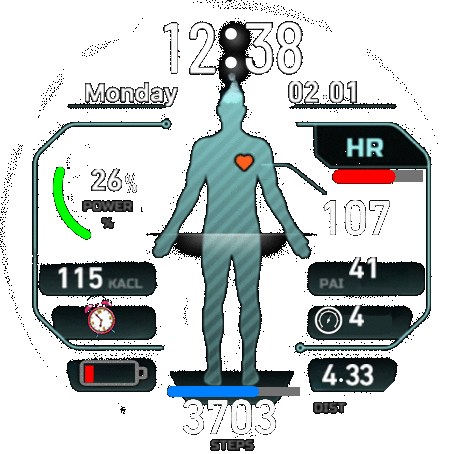 12:38
Monday 02.01
HR
26%
POWER
%
107
115 KACL
PAI 41
4
4.33
DIST
3703
STEPS